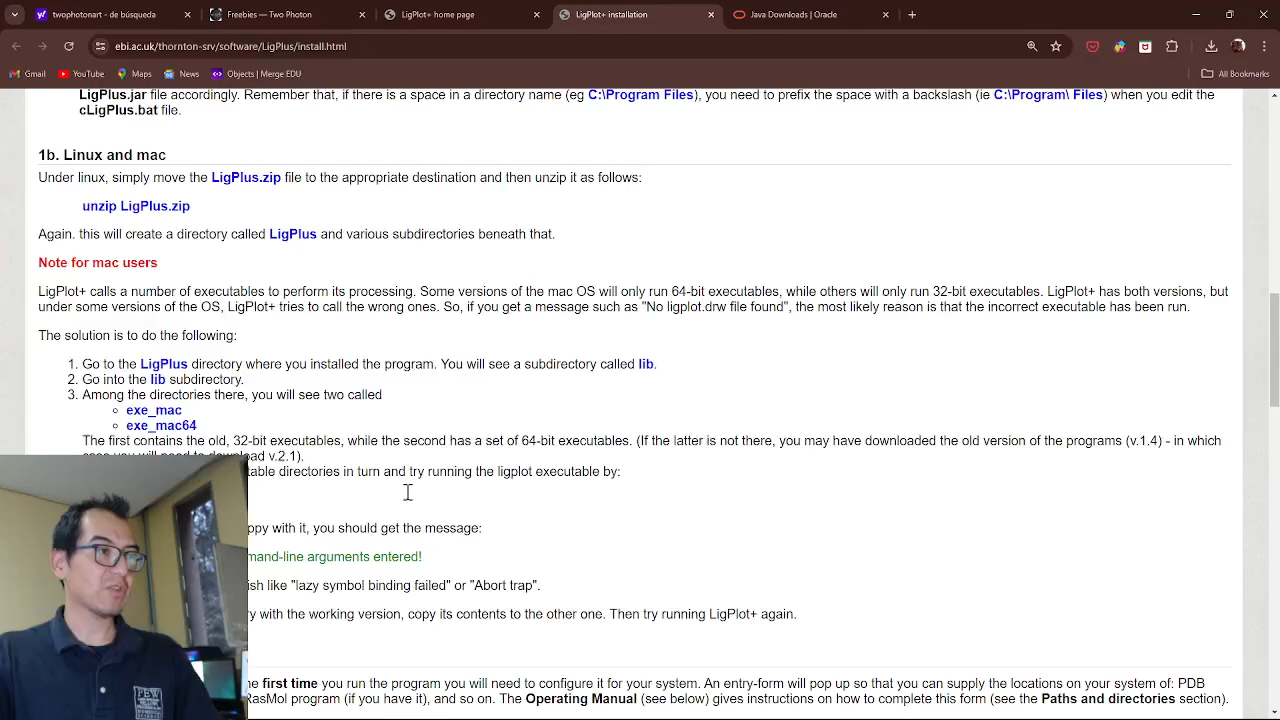 twophotonart - de búsqueda
Freebies — Two Photon
LigPlot+ home page
LigPlot+ installation
Java Downloads | Oracle
ebi.ac.uk/thornton-srv/software/LigPlus/install.html
Gmail
YouTube
Maps
News
Objects | Merge EDU
All Bookmarks
LigPlus.jar file accordingly. Remember that, if there is a space in a directory name (eg C:\Program Files), you need to prefix the space with a backslash (ie C:\Program\ Files) when you edit the
cLigPlus.bat file.
1b. Linux and mac
Under linux, simply move the LigPlus.zip file to the appropriate destination and then unzip it as follows:
unzip LigPlus.zip
Again. this will create a directory called LigPlus and various subdirectories beneath that.
Note for mac users
LigPlot+ calls a number of executables to perform its processing. Some versions of the mac OS will only run 64-bit executables, while others will only run 32-bit executables. LigPlot+ has both versions, but
under some versions of the OS, LigPlot+ tries to call the wrong ones. So, if you get a message such as "No ligplot.drw file found", the most likely reason is that the incorrect executable has been run.
The solution is to do the following:
1. Go to the LigPlus directory where you installed the program. You will see a subdirectory called lib.
2. Go into the lib subdirectory.
3. Among the directories there, you will see two called
exe_mac
exe_mac64
The first contains the old, 32-bit executables, while the second has a set of 64-bit executables. (If the latter is not there, you may have downloaded the old version of the programs (v.1.4) - in which
case you will need to download v.2.1).
table directories in turn and try running the ligplot executable by:
ppy with it, you should get the message:
mand-line arguments entered!
ish like "lazy symbol binding failed" or "Abort trap".
ry with the working version, copy its contents to the other one. Then try running LigPlot+ again.
first time you run the program you will need to configure it for your system. An entry-form will pop up so that you can supply the locations on your system of: PDB
RasMol program (if you have it), and so on. The Operating Manual (see below) gives instructions on how to complete this form (see the Paths and directories section).
PEW